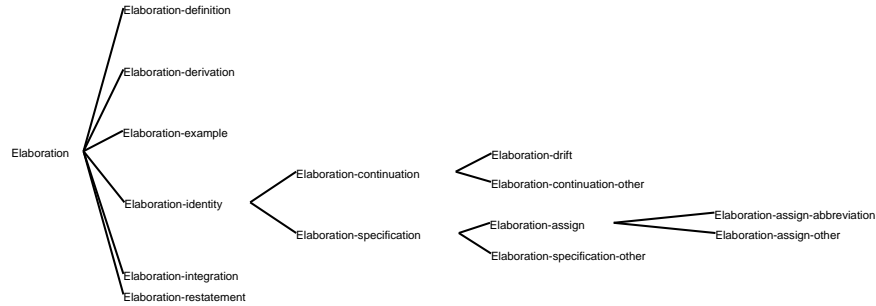 Elaboration
Elaboration-definition
Elaboration-derivation
Elaboration-example
Elaboration-identity
Elaboration-continuation
Elaboration-drift
Elaboration-continuation-other
Elaboration-specification
Elaboration-assign
Elaboration-assign-abbreviation
Elaboration-assign-other
Elaboration-specification-other
Elaboration-integration
Elaboration-restatement